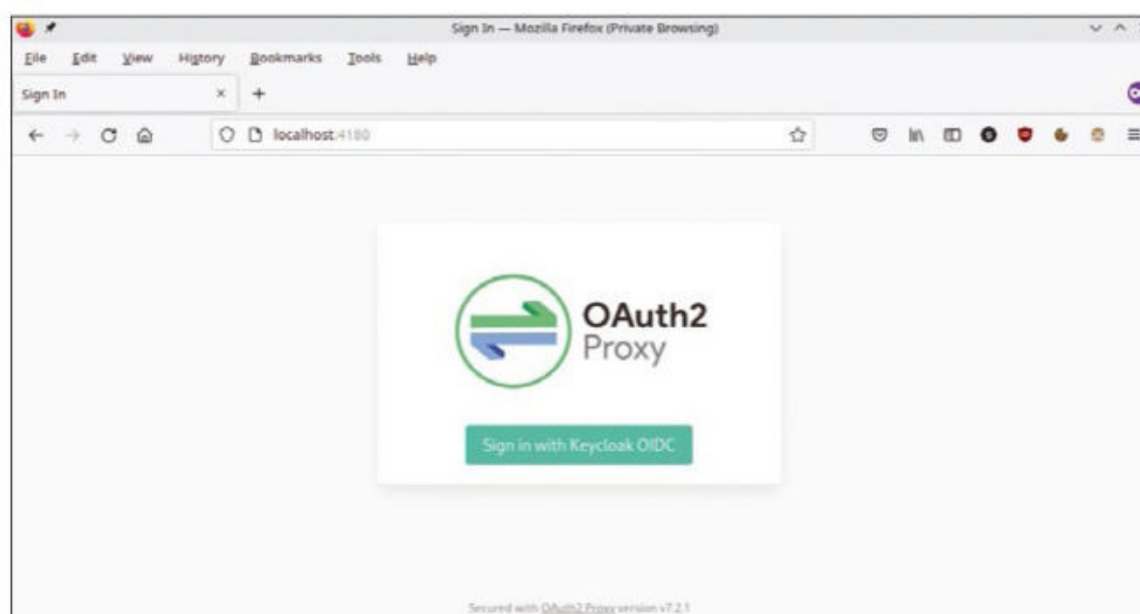 Sign In — Mozilla Firefox (Private Browsing)
File Edit View History Bookmarks Tools Help
Sign In × +
localhost:4180
OAuth2
Proxy
Sign in with Keycloak OIDC
Secured with OAuth2 Proxy version v7.2.1